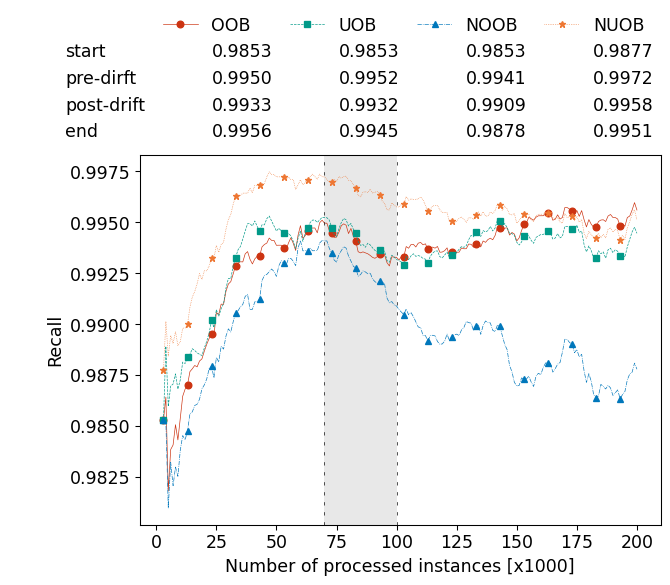 OOB UOB NOOB NUOB
start 0.9853 0.9853 0.9853 0.9877
pre-dirft 0.9950 0.9952 0.9941 0.9972
post-drift 0.9933 0.9932 0.9909 0.9958
end 0.9956 0.9945 0.9878 0.9951
0.9975
0.9950
0.9925
0.9900
0.9875
0.9850
0.9825
Recall
0 25 50 75 100 125 150 175 200
Number of processed instances [x1000]